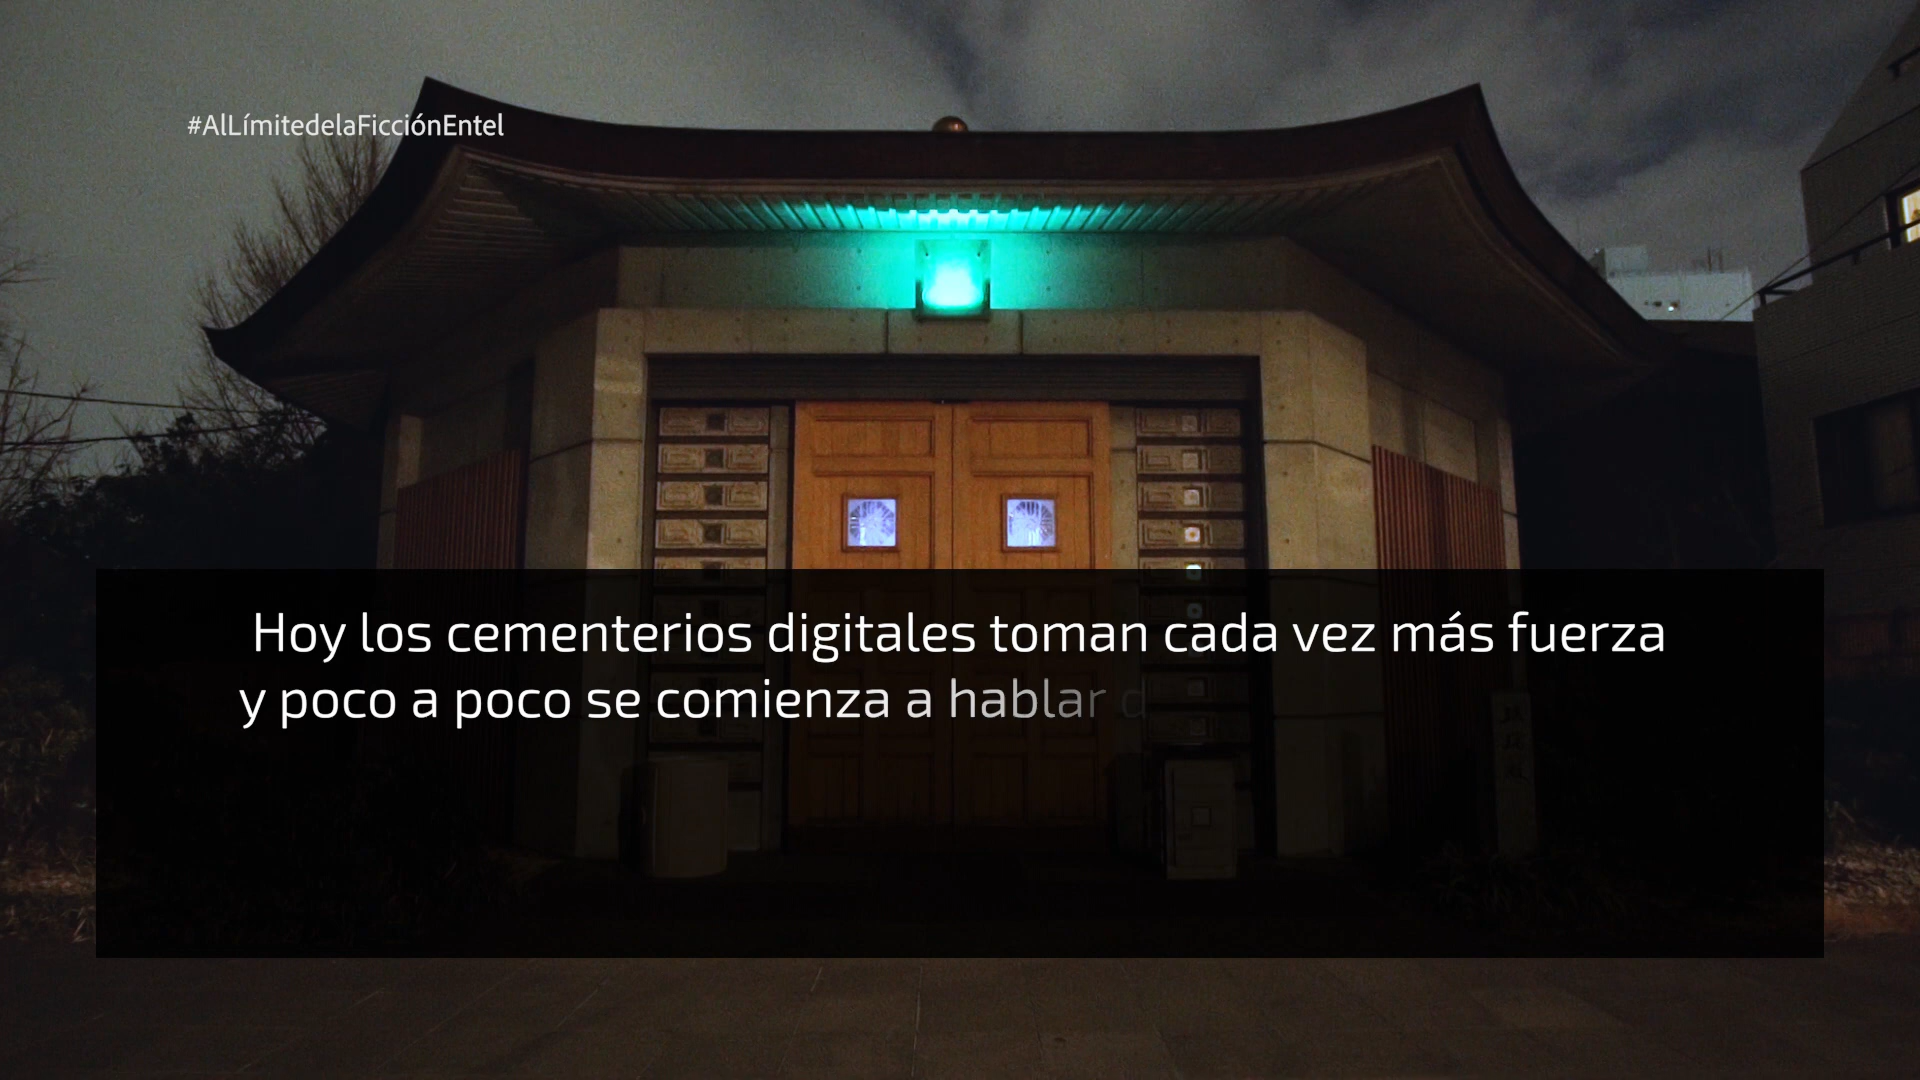 #AlLímitedelaFicciónEntel
Hoy los cementerios digitales toman cada vez más fuerza
y poco a poco se comienza a hablar d